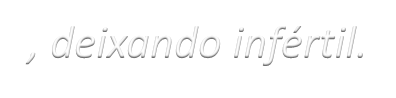 , deixando infértil.